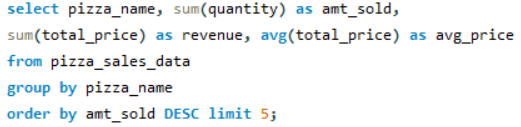 select pizza_name, sum(quantity) as amt_sold,
sum(total_price) as revenue, avg(total_price) as avg_price
from pizza_sales_data
group by pizza_name
order by amt_sold DESC limit 5;